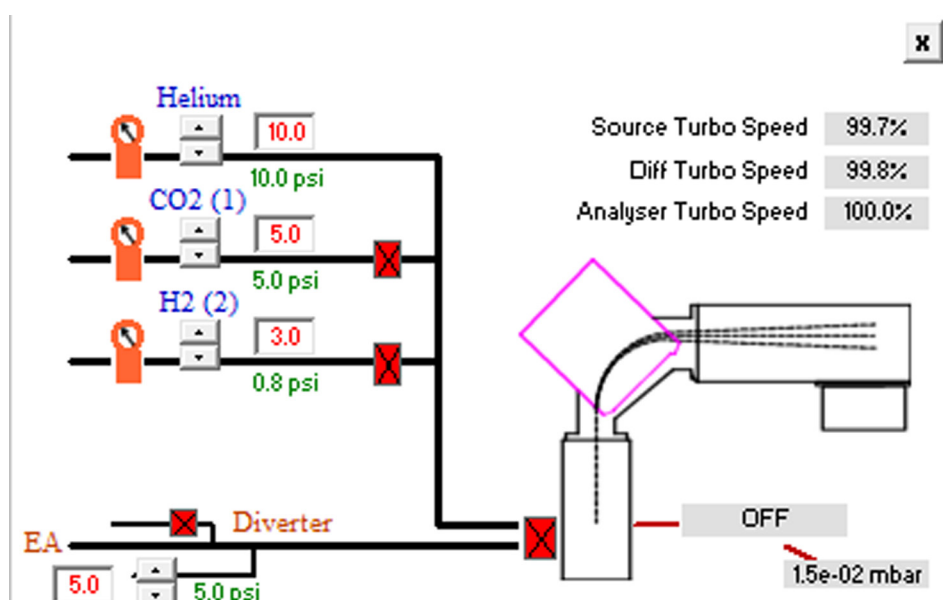 x
Helium
10.0
10.0 psi
Source Turbo Speed 99.7%
Diff Turbo Speed 99.8%
Analyser Turbo Speed 100.0%
CO2 (1)
5.0
5.0 psi
H2 (2)
3.0
0.8 psi
Diverter
OFF
EA
5.0
5.0 psi
1.5e-02 mbar